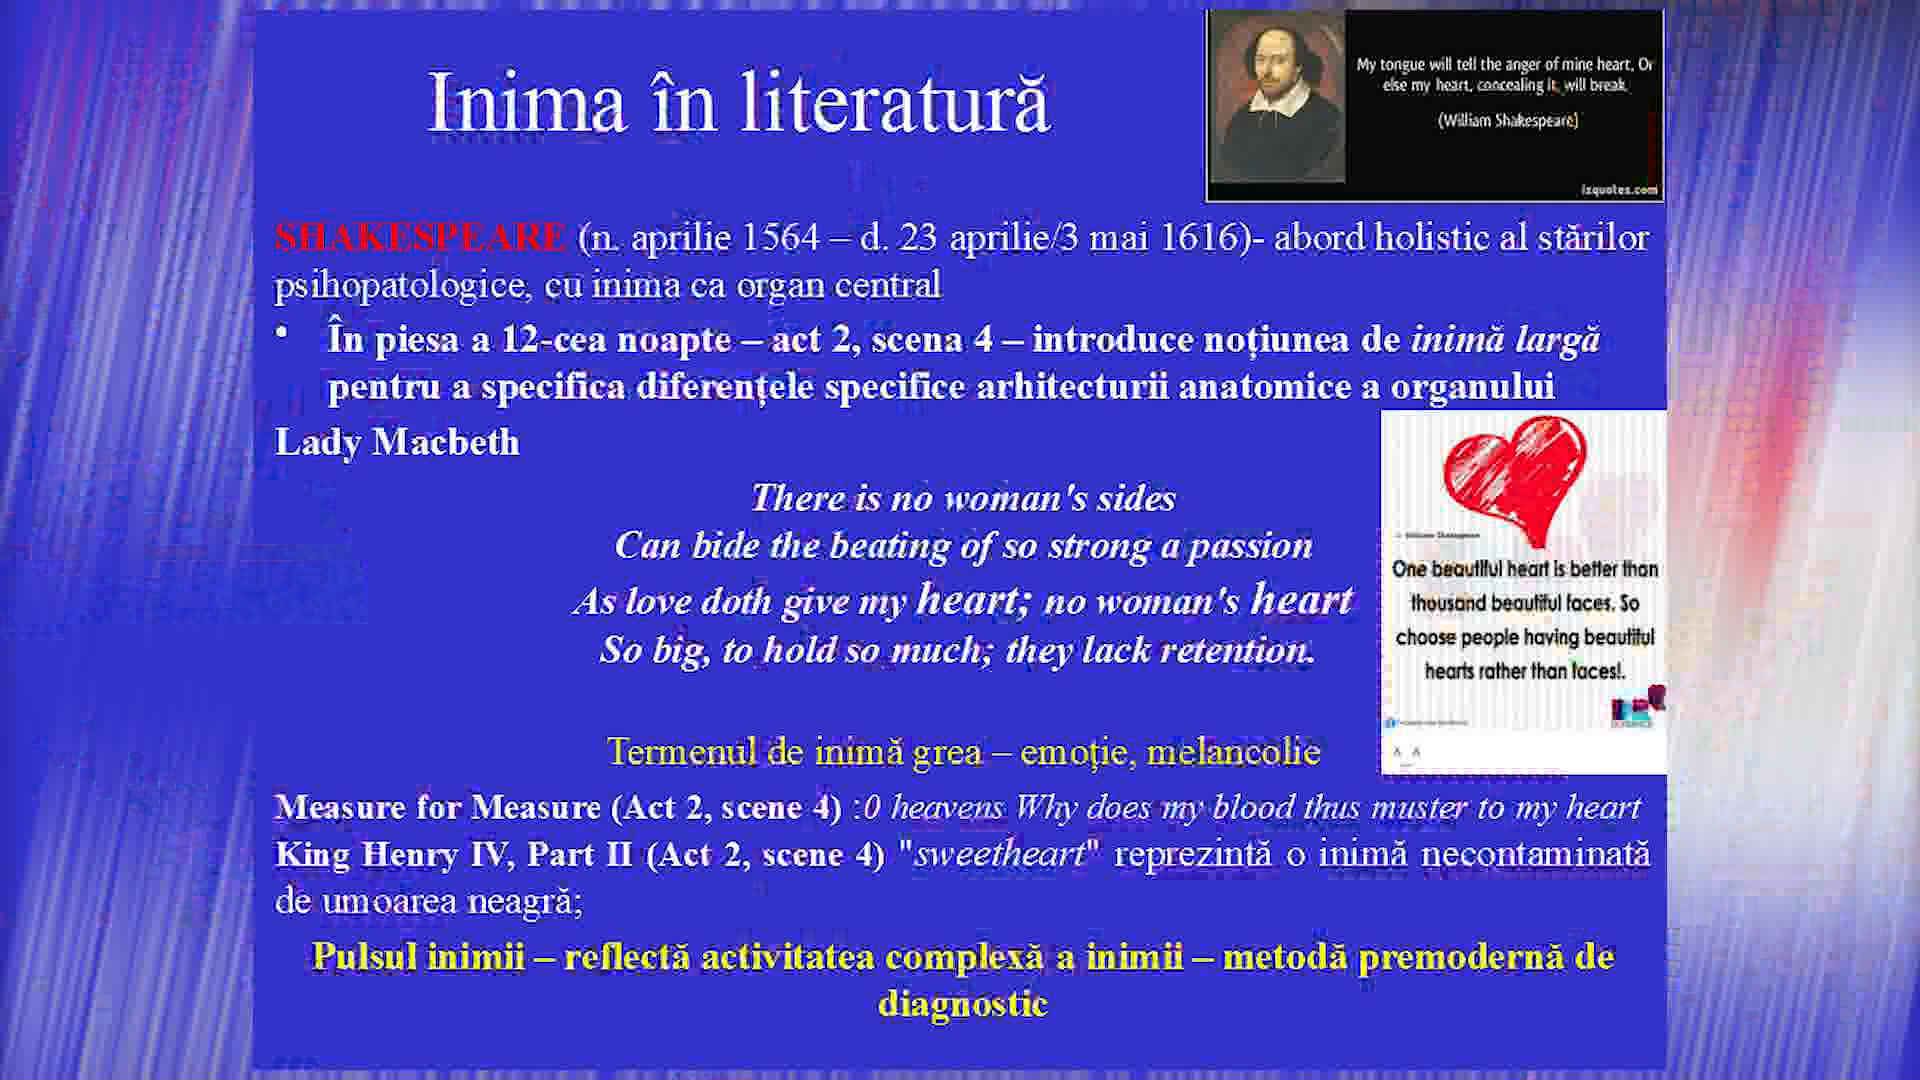 Inima în literatură
My tongue will tell the anger of mine heart, Or
else my heart, concealing it, will break.
(William Shakespeare)
izquotes.com
SHAKESPEARE (n. aprilie 1564 – d. 23 aprilie/3 mai 1616)- abord holistic al stărilor
psihopatologice, cu inima ca organ central
• În piesa a 12-cea noapte – act 2, scena 4 – introduce noțiunea de inimă largă
pentru a specifica diferențele specifice arhitecturii anatomice a organului
Lady Macbeth
There is no woman's sides
Can bide the beating of so strong a passion
As love doth give my heart; no woman's heart
So big, to hold so much; they lack retention.
William Shakespeare
One beautiful heart is better than
thousand beautiful faces. So
choose people having beautiful
hearts rather than faces!.
Termenul de inimă grea – emoție, melancolie
Measure for Measure (Act 2, scene 4) :0 heavens Why does my blood thus muster to my heart
King Henry IV, Part II (Act 2, scene 4) "sweetheart" reprezintă o inimă necontaminată
de umoarea neagră;
Pulsul inimii – reflectă activitatea complexă a inimii – metodă premodernă de
diagnostic